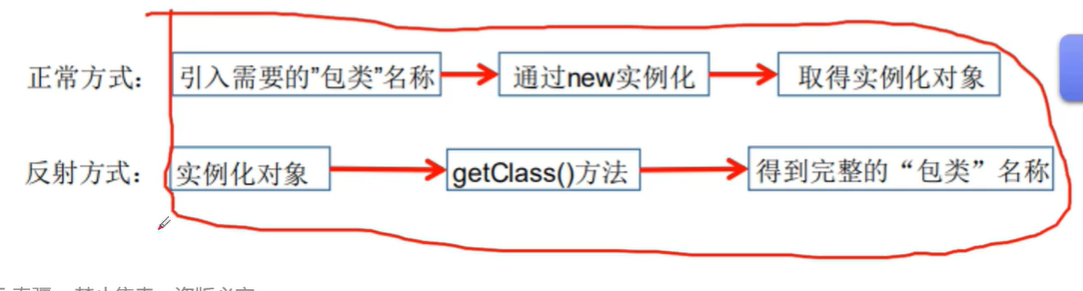 正常方式： 引入需要的”包类”名称 通过new实例化 取得实例化对象
反射方式： 实例化对象 getClass()方法 得到完整的“包类”名称